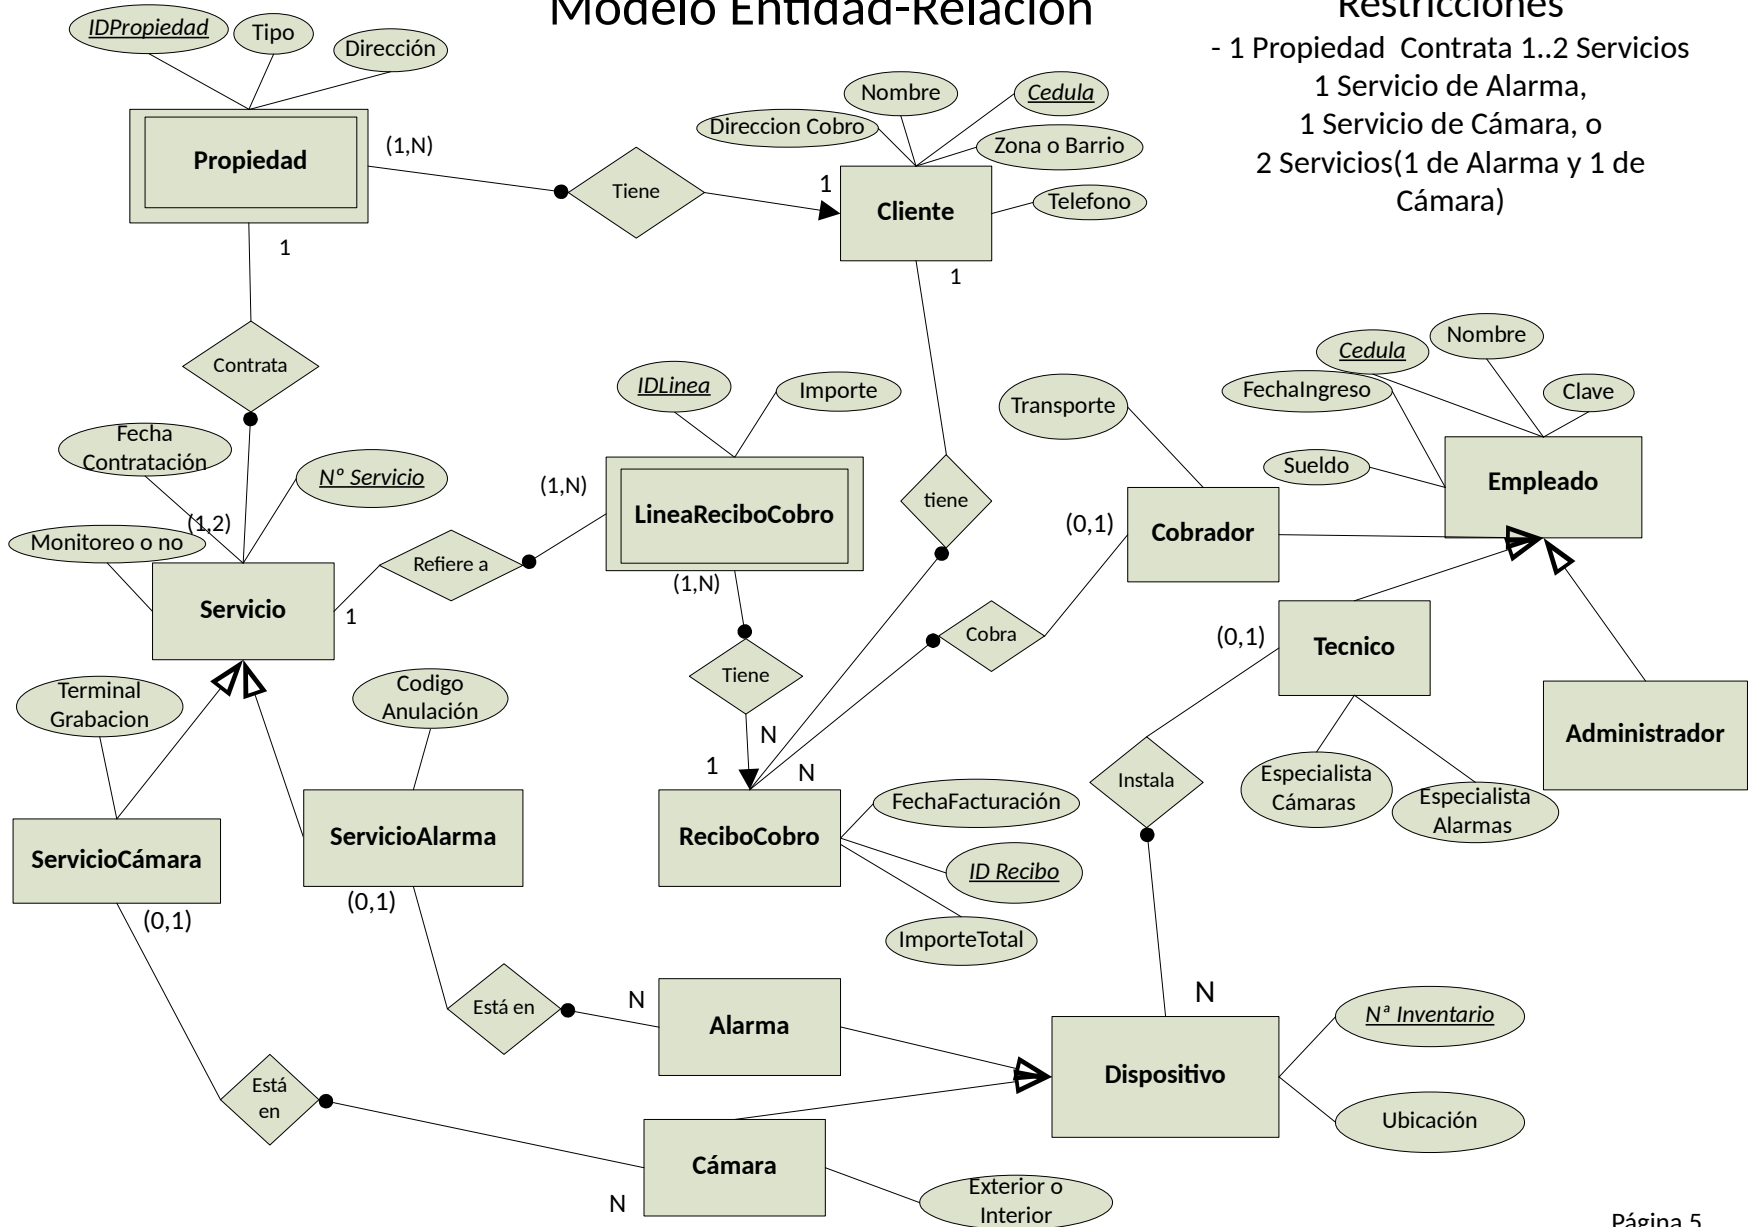 Modelo Entidad-Relación
Restricciones
- 1 Propiedad Contrata 1..2 Servicios
1 Servicio de Alarma,
1 Servicio de Cámara, o
2 Servicios(1 de Alarma y 1 de
Cámara)
IDPropiedad
Tipo
Dirección
Propiedad
(1,N)
Tiene
1
Nombre
Cedula
Direccion Cobro
Zona o Barrio
Cliente
Telefono
1
1
Contrata
Fecha
Contratación
Nº Servicio
(1,2)
Monitoreo o no
Servicio
1
Refiere a
(1,N)
IDLinea
Importe
LineaReciboCobro
(1,N)
Tiene
N
1
N
tiene
Transporte
(0,1)
Cobrador
Cobra
Cedula
Nombre
FechaIngreso
Clave
Sueldo
Empleado
(0,1)
Tecnico
Administrador
Especialista
Cámaras
Especialista
Alarmas
Instala
Terminal
Grabacion
Codigo
Anulación
ServicioCámara
ServicioAlarma
(0,1)
(0,1)
ReciboCobro
FechaFacturación
ID Recibo
ImporteTotal
Está en
N
Alarma
N
Dispositivo
Nª Inventario
Ubicación
Está
en
Cámara
N
Exterior o
Interior
Página 5